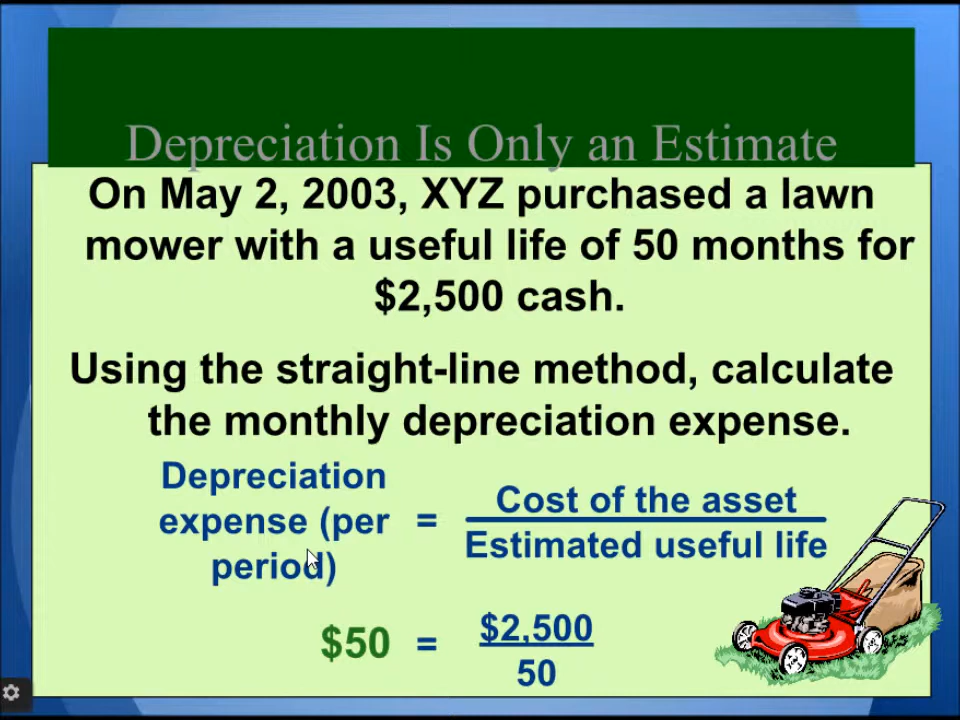 Depreciation Is Only an Estimate
On May 2, 2003, XYZ purchased a lawn
mower with a useful life of 50 months for
$2,500 cash.
Using the straight-line method, calculate
the monthly depreciation expense.
Depreciation
expense (per
period)
=
Cost of the asset
Estimated useful life
$50 =
$2,500
50